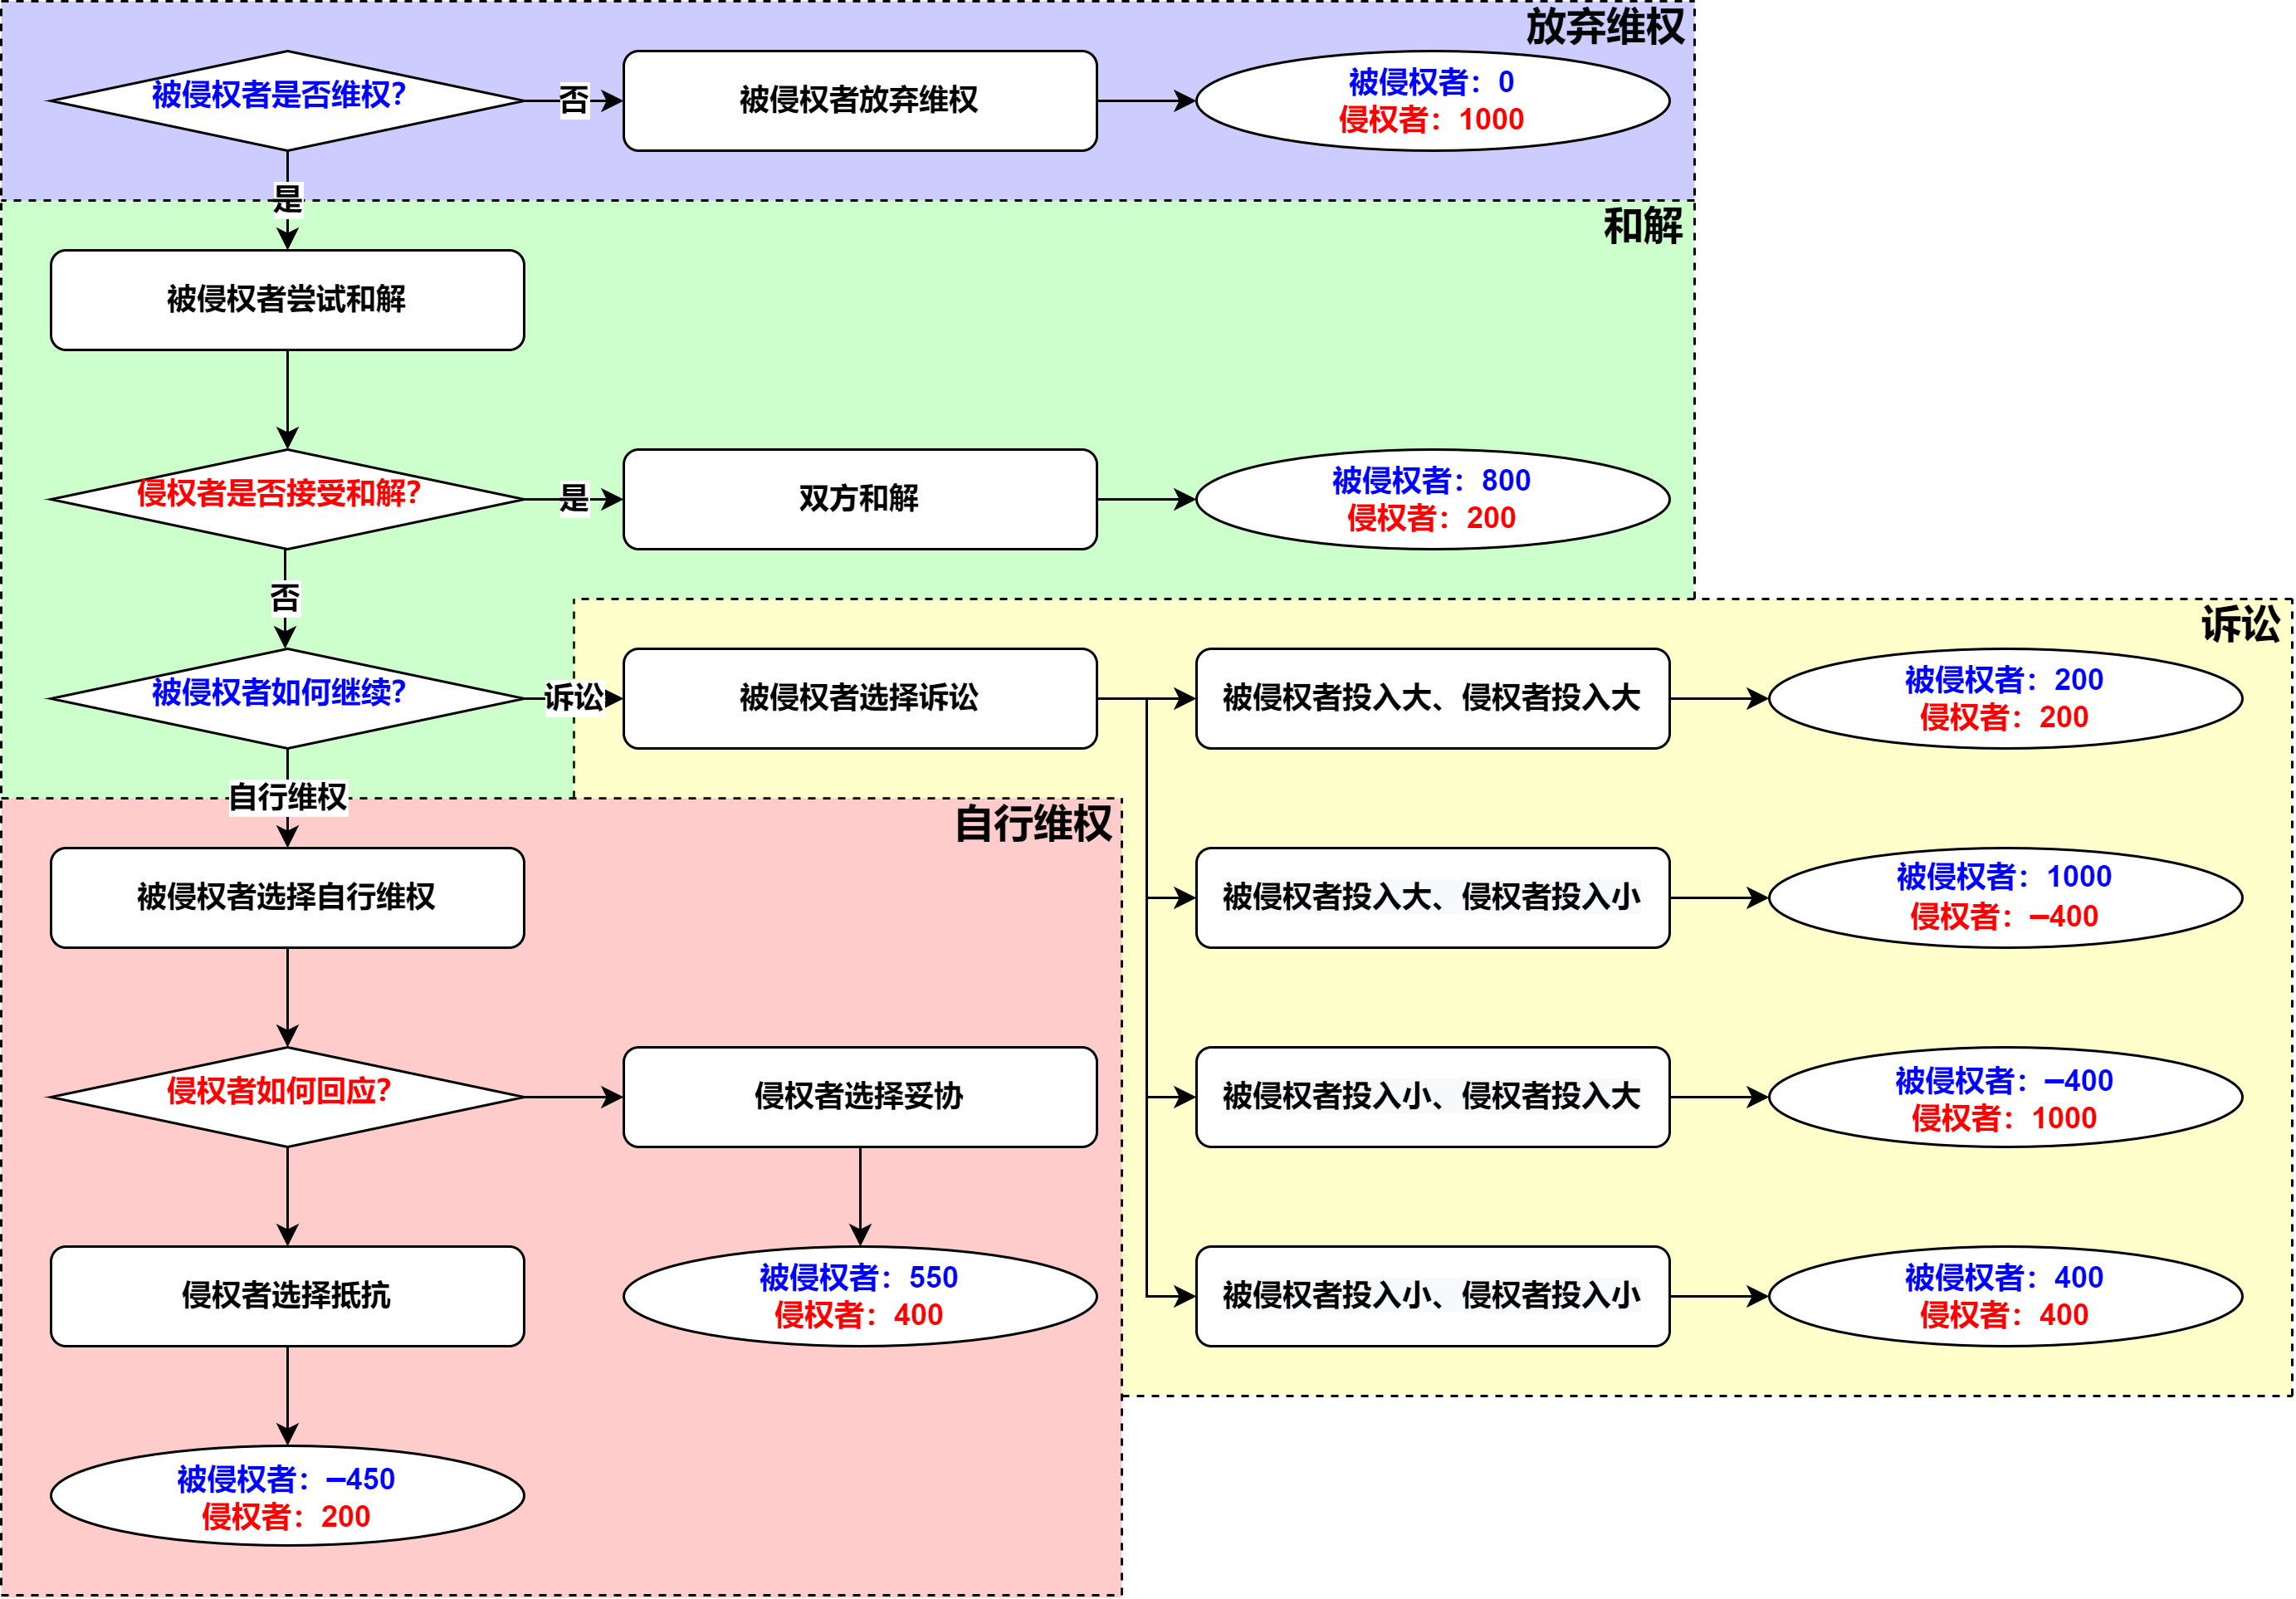 放弃维权
被侵权者是否维权?
否
被侵权者放弃维权
被侵权者：0
侵权者：1000
是
和解
被侵权者尝试和解
侵权者是否接受和解?
是
双方和解
被侵权者：800
侵权者：200
否
诉讼
被侵权者如何继续?
诉讼
被侵权者选择诉讼
被侵权者投入大、侵权者投入大
被侵权者：200
侵权者：200
自行维权
自行维权
被侵权者选择自行维权
被侵权者投入大、侵权者投入小
被侵权者：1000
侵权者：–400
侵权者如何回应?
侵权者选择妥协
被侵权者投入小、侵权者投入大
被侵权者：–400
侵权者：1000
侵权者选择抵抗
被侵权者：550
侵权者：400
被侵权者投入小、侵权者投入小
被侵权者：400
侵权者：400
被侵权者：–450
侵权者：200